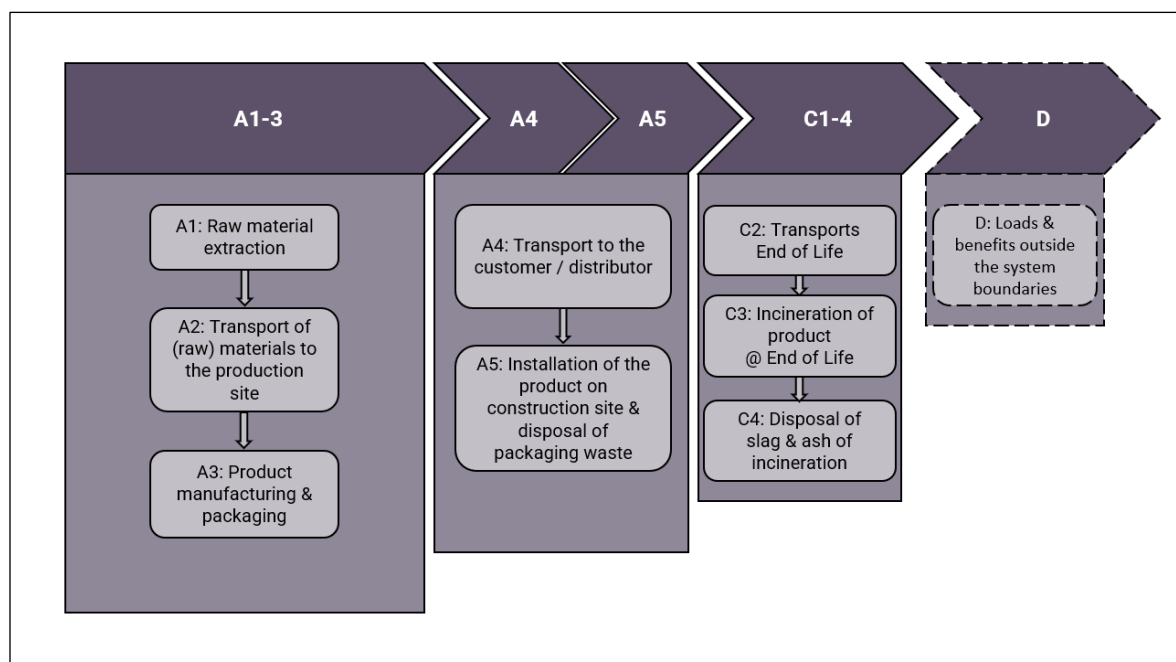 A1-3
A4
A5
C1-4
D
A1: Raw material
extraction
A2: Transport of
(raw) materials to
the production
site
A3: Product
manufacturing &
packaging
A4: Transport to the
customer / distributor
A5: Installation of the
product on
construction site &
disposal of
packaging waste
C2: Transports
End of Life
C3: Incineration of
product
@ End of Life
C4: Disposal of
slag & ash of
incineration
D: Loads &
benefits outside
the system
boundaries